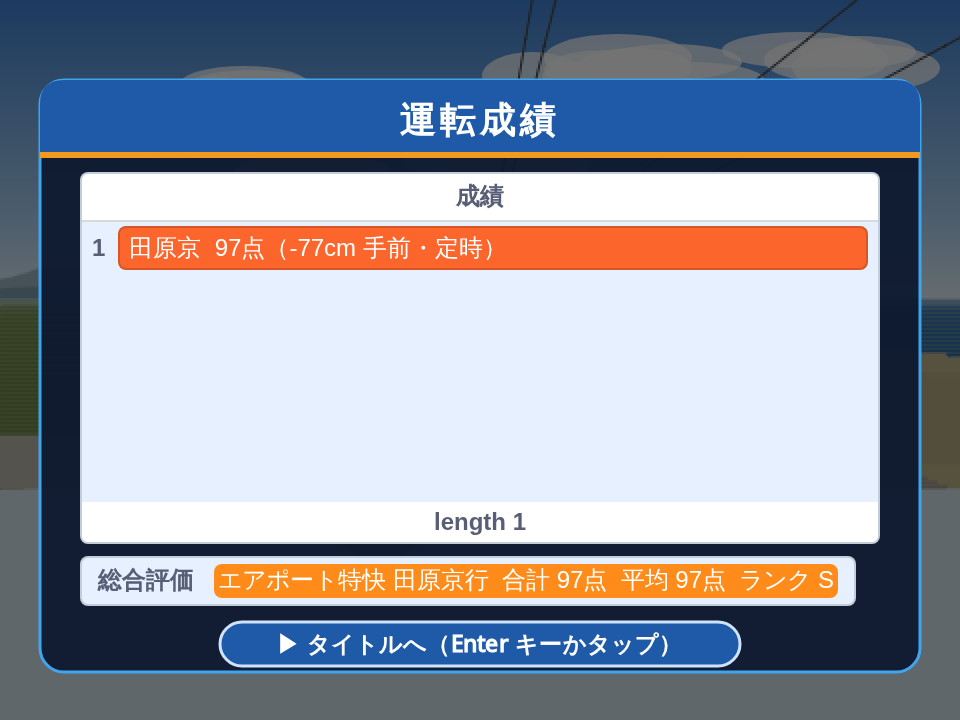 運転成績
成績
1 田原京 97点（-77cm 手前・定時）
length 1
総合評価 エアポート特快 田原京行 合計 97点 平均 97点 ランク S
▶ タイトルへ（Enter キーかタップ）